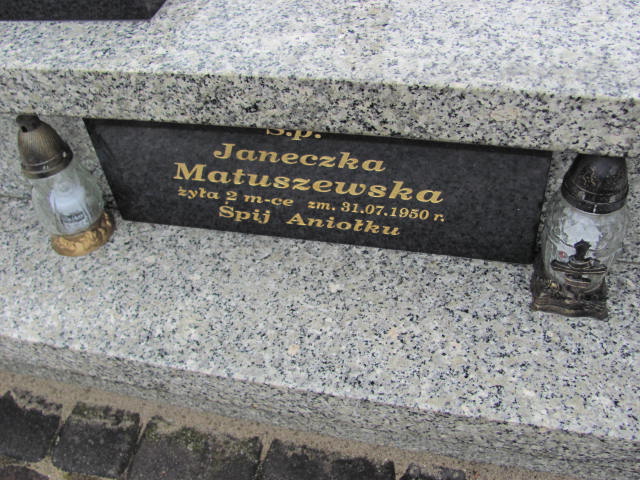 Ś.p.
Janeczka
Matuszewska
żyła 2 m-ce zm. 31.07.1950 r.
Śpij Aniołku